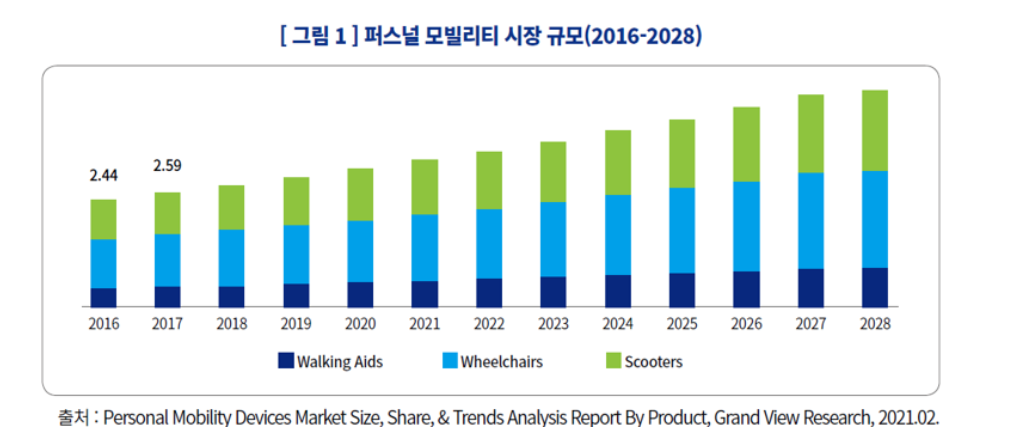 [ 그림 1 ] 퍼스널 모빌리티 시장 규모(2016-2028)
2.44 2.59
2016 2017 2018 2019 2020 2021 2022 2023 2024 2025 2026 2027 2028
Walking Aids Wheelchairs Scooters
출처 : Personal Mobility Devices Market Size, Share, & Trends Analysis Report By Product, Grand View Research, 2021.02.